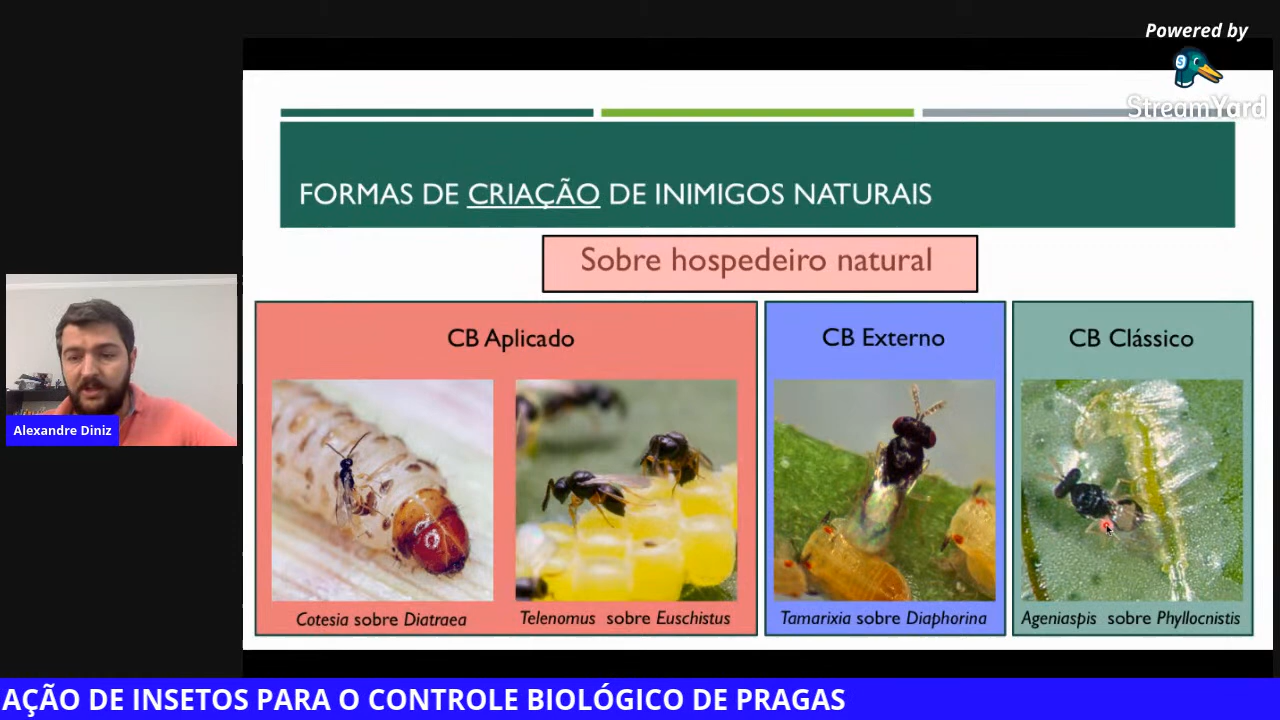 Powered by
StreamYard
FORMAS DE CRIAÇÃO DE INIMIGOS NATURAIS
Sobre hospedeiro natural
CB Aplicado
CB Externo
CB Clássico
Alexandre Diniz
Cotesia sobre Diatraea
Telenomus sobre Euschistus
Tamarixia sobre Diaphorina
Ageniaspis sobre Phyllocnistis
AÇÃO DE INSETOS PARA O CONTROLE BIOLÓGICO DE PRAGAS